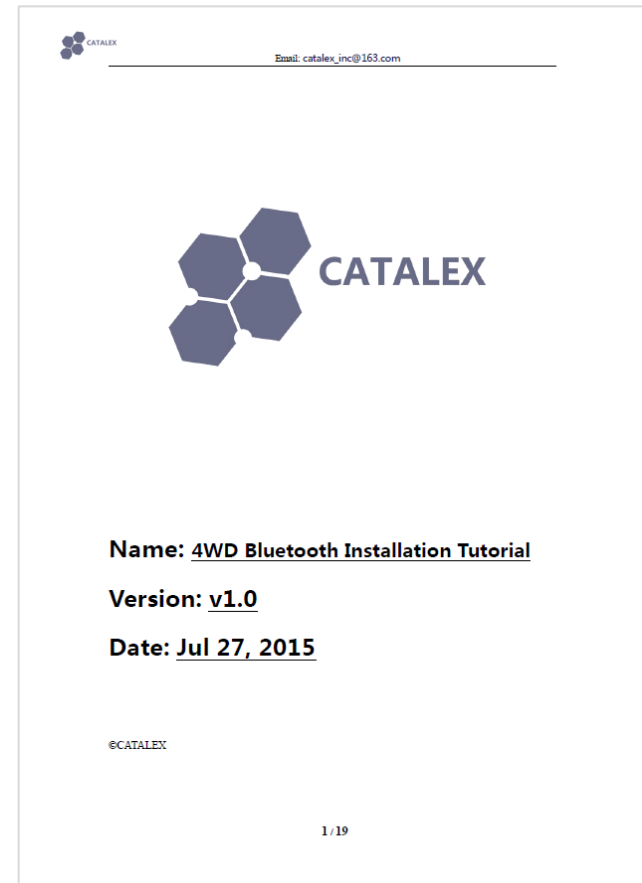 CATALEX
Email: catalex_inc@163.com
CATALEX
Name: 4WD Bluetooth Installation Tutorial
Version: v1.0
Date: Jul 27, 2015
©CATALEX
1 / 19